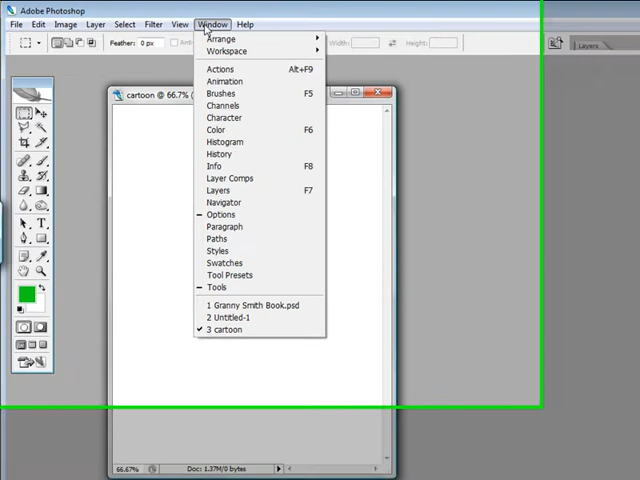 Adobe Photoshop
File Edit Image Layer Select Filter View Window Help
Feather: 0 px Width: Height:
Layers
Arrange
Workspace
Actions Alt+F9
Animation
Brushes F5
Channels
Character
Color F6
Histogram
History
Info F8
Layer Comps
Layers F7
Navigator
Options
Paragraph
Paths
Styles
Swatches
Tool Presets
Tools
1 Granny Smith Book.psd
2 Untitled-1
3 cartoon
cartoon @ 66.7%
66.67% Doc: 1.37M/0 bytes